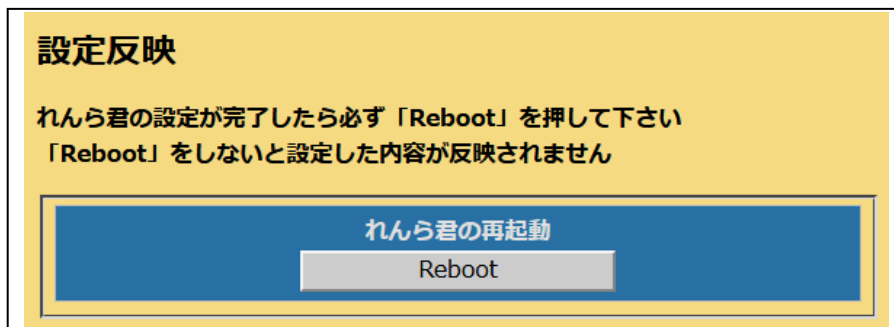 設定反映
れんら君の設定が完了したら必ず「Reboot」を押して下さい
「Reboot」をしないと設定した内容が反映されません
れんら君の再起動
Reboot